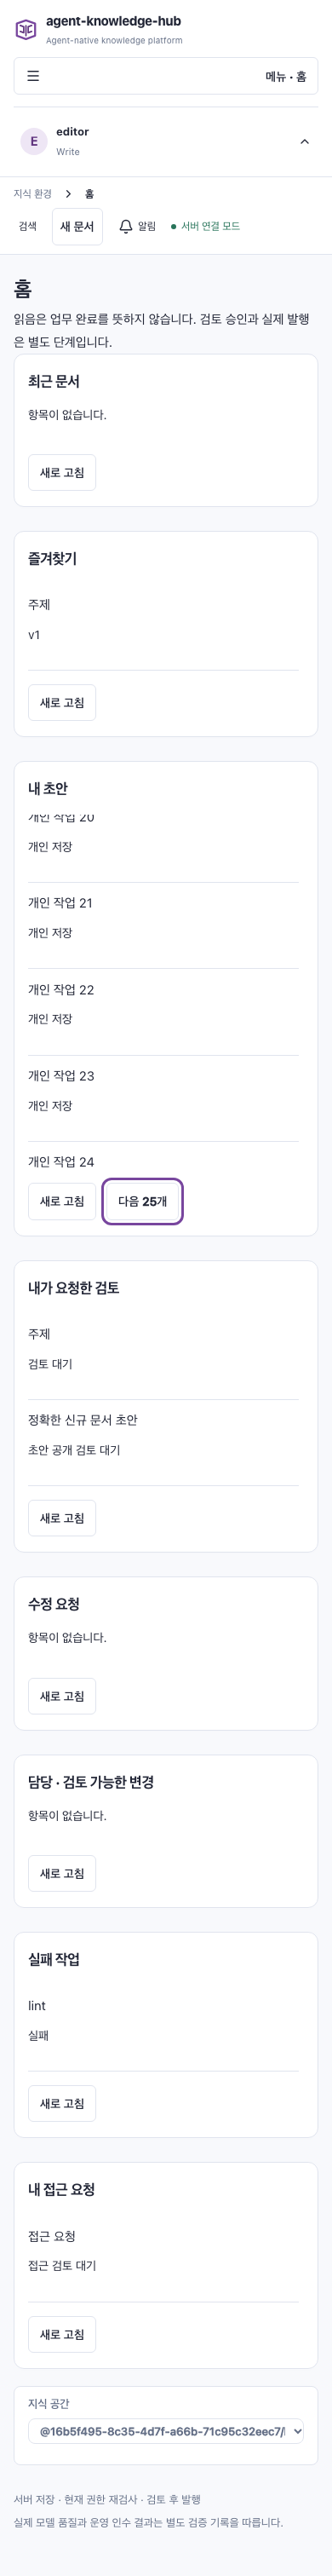 agent-knowledge-hub
Agent-native knowledge platform
메뉴 · 홈
E
editor
Write
지식 환경 > 홈
검색 새 문서 알림 서버 연결 모드
홈
읽음은 업무 완료를 뜻하지 않습니다. 검토 승인과 실제 발행
은 별도 단계입니다.
최근 문서
항목이 없습니다.
새로 고침
즐겨찾기
주제
v1
새로 고침
내 초안
개인 작업 20
개인 저장
개인 작업 21
개인 저장
개인 작업 22
개인 저장
개인 작업 23
개인 저장
개인 작업 24
새로 고침 다음 25개
내가 요청한 검토
주제
검토 대기
정확한 신규 문서 초안
초안 공개 검토 대기
새로 고침
수정 요청
항목이 없습니다.
새로 고침
담당 · 검토 가능한 변경
항목이 없습니다.
새로 고침
실패 작업
lint
실패
새로 고침
내 접근 요청
접근 요청
접근 검토 대기
새로 고침
지식 공간
@16b5f495-8c35-4d7f-a66b-71c95c32eec7/
서버 저장 · 현재 권한 재검사 · 검토 후 발행
실제 모델 품질과 운영 인수 결과는 별도 검증 기록을 따릅니다.